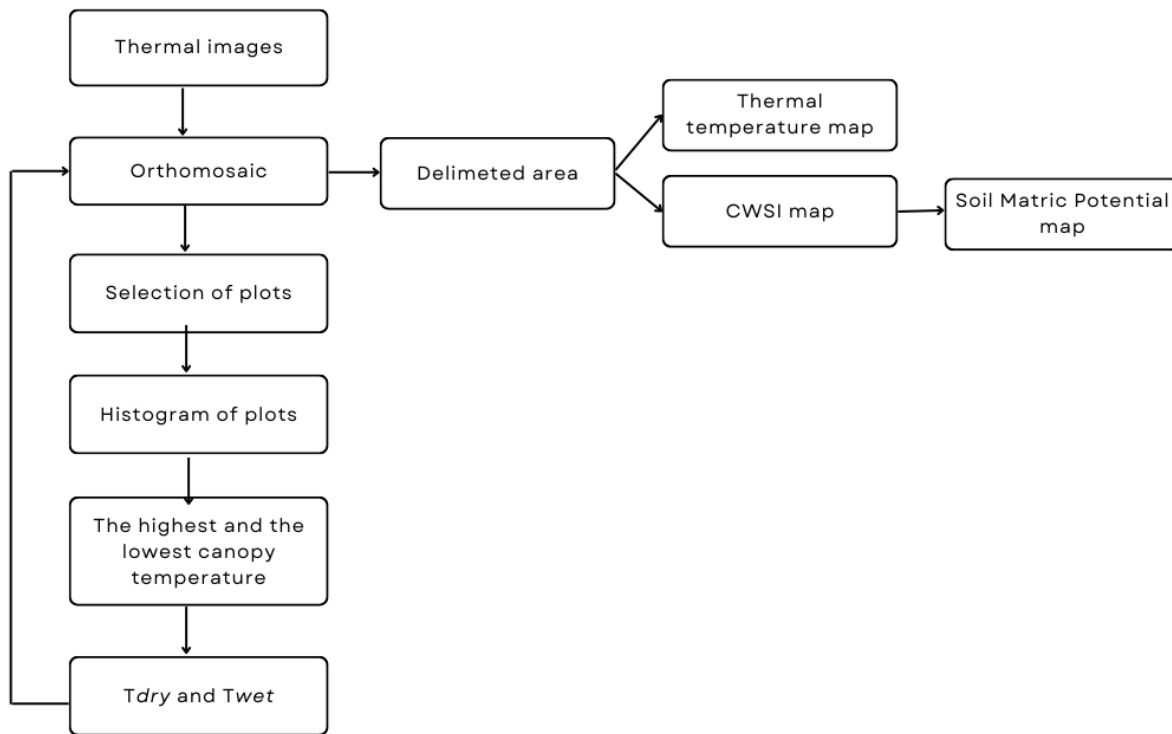 Thermal images
Orthomosaic
Selection of plots
Histogram of plots
The highest and the
lowest canopy
temperature
Tdry and Twet
Delimeted area
Thermal
temperature map
CWSI map
Soil Matric Potential
map